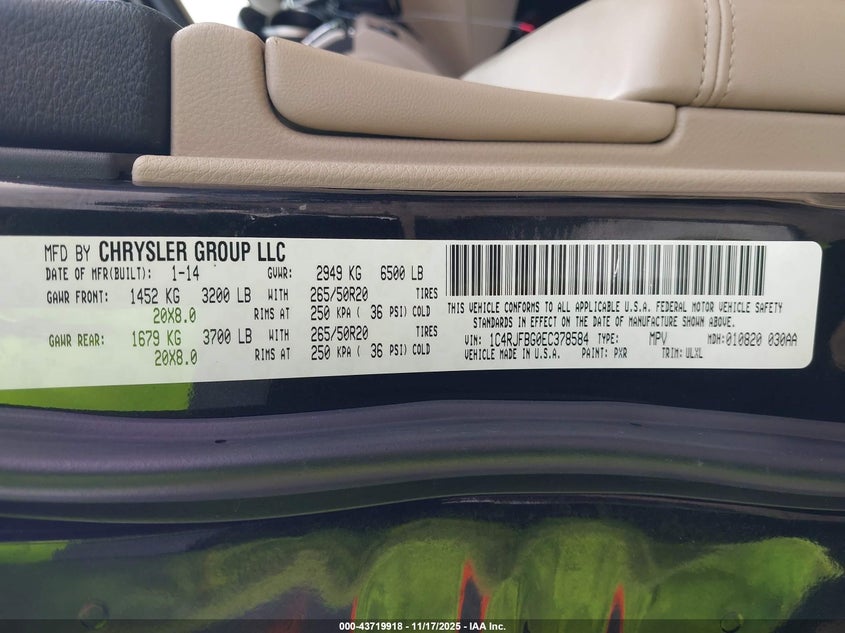 MFD BY CHRYSLER GROUP LLC
DATE OF MFR(BUILT): 1-14 GVWR: 2949 KG 6500 LB
GAWR FRONT: 1452 KG 3200 LB WITH 265/50R20 TIRES
20X8.0 RIMS AT 250 KPA ( 36 PSI) COLD
GAWR REAR: 1679 KG 3700 LB WITH 265/50R20 TIRES
20X8.0 RIMS AT 250 KPA ( 36 PSI) COLD
THIS VEHICLE CONFORMS TO ALL APPLICABLE U.S.A. FEDERAL MOTOR VEHICLE SAFETY
STANDARDS IN EFFECT ON THE DATE OF MANUFACTURE SHOWN ABOVE.
VIN: 1C4RJFBG0EC378584 TYPE: MPV MDH: 010820 030AA
VEHICLE MADE IN U.S.A. PAINT: PXR TRIM: ULXL
000-43719918 - 11/17/2025 - IAA Inc.